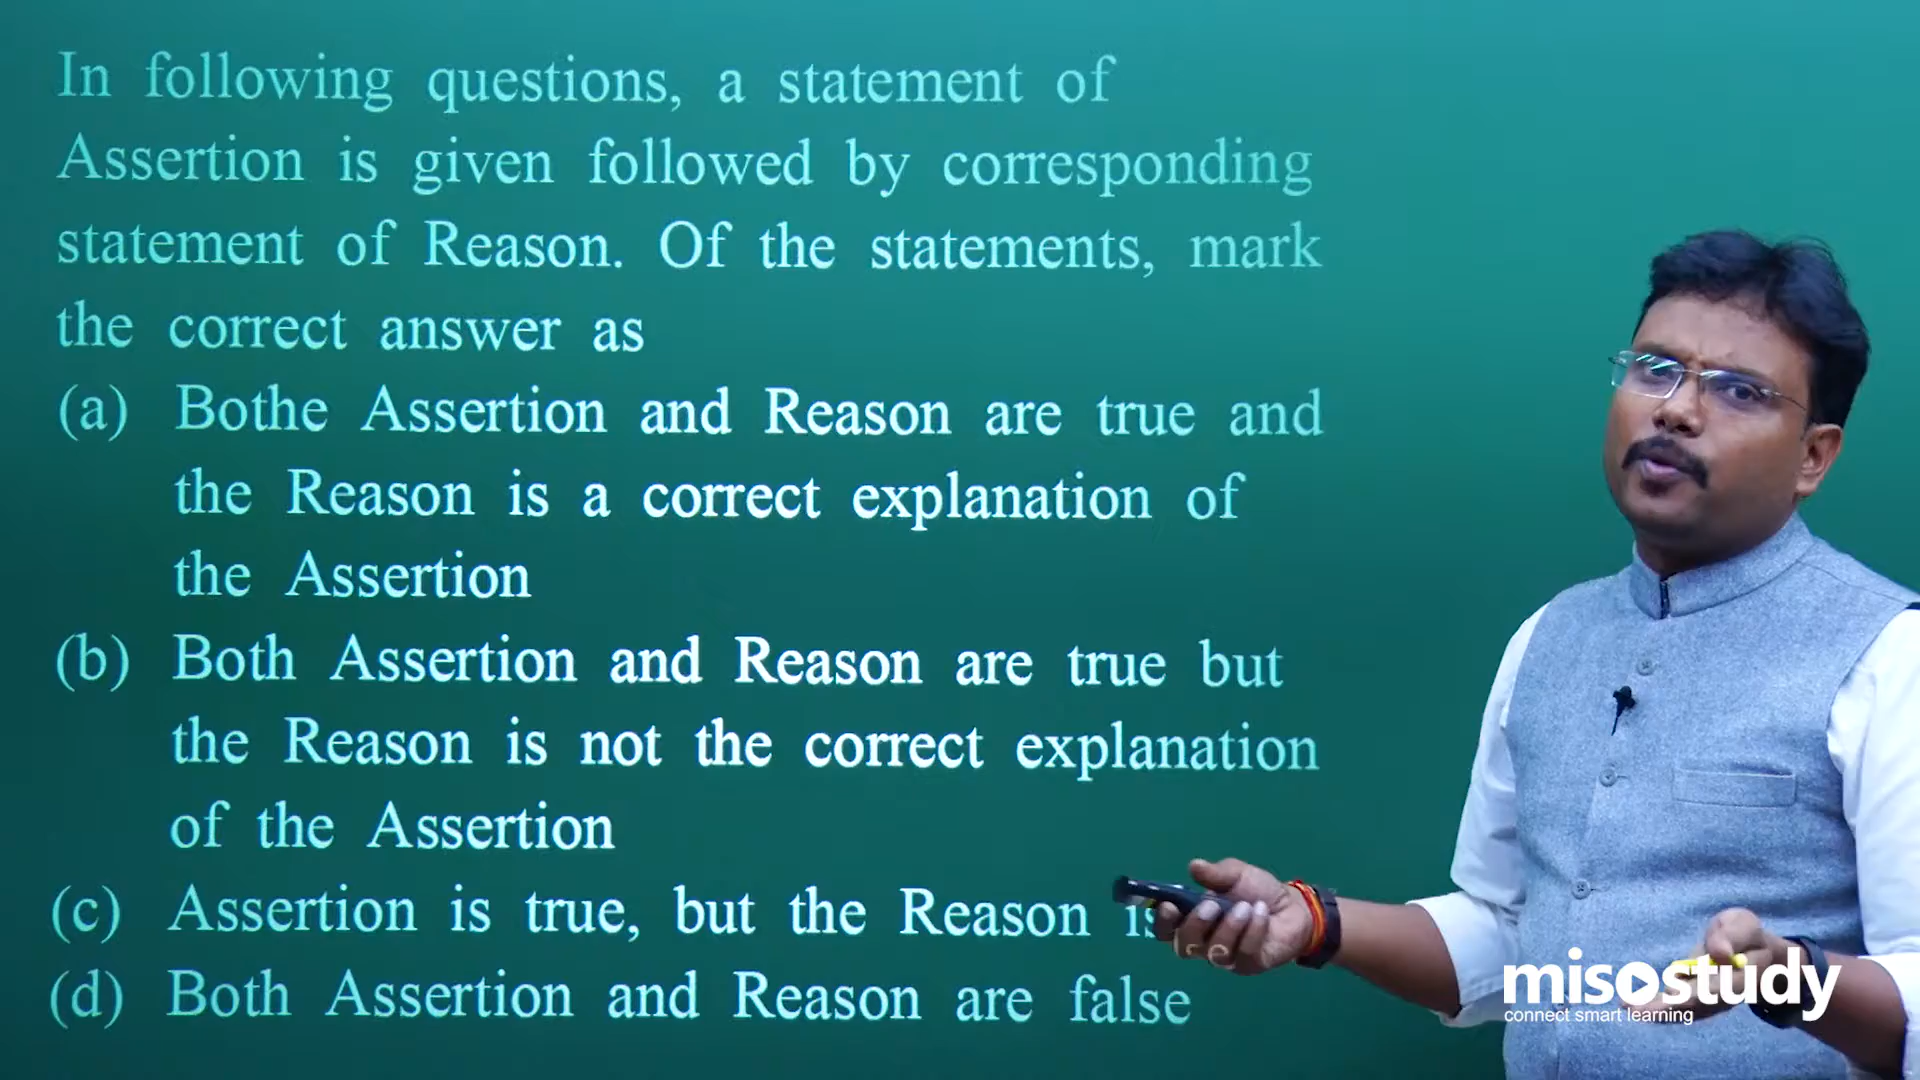 In following questions, a statement of
Assertion is given followed by corresponding
statement of Reason. Of the statements, mark
the correct answer as
(a) Bothe Assertion and Reason are true and
the Reason is a correct explanation of
the Assertion
(b) Both Assertion and Reason are true but
the Reason is not the correct explanation
of the Assertion
(c) Assertion is true, but the Reason is
(d) Both Assertion and Reason are false
misostudy
connect smart learning